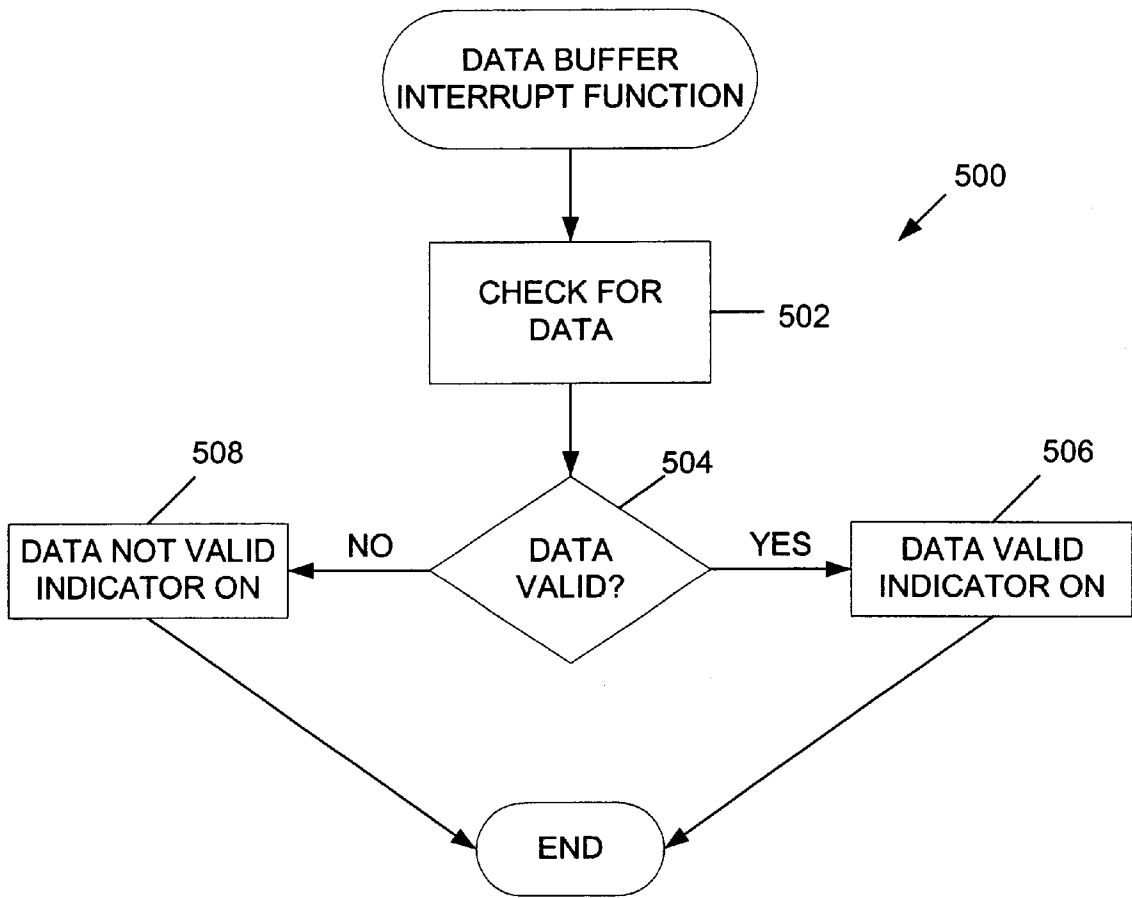 DATA BUFFER
INTERRUPT FUNCTION
500
CHECK FOR
DATA
502
508
504
506
DATA NOT VALID
INDICATOR ON
NO
DATA
VALID?
YES
DATA VALID
INDICATOR ON
END